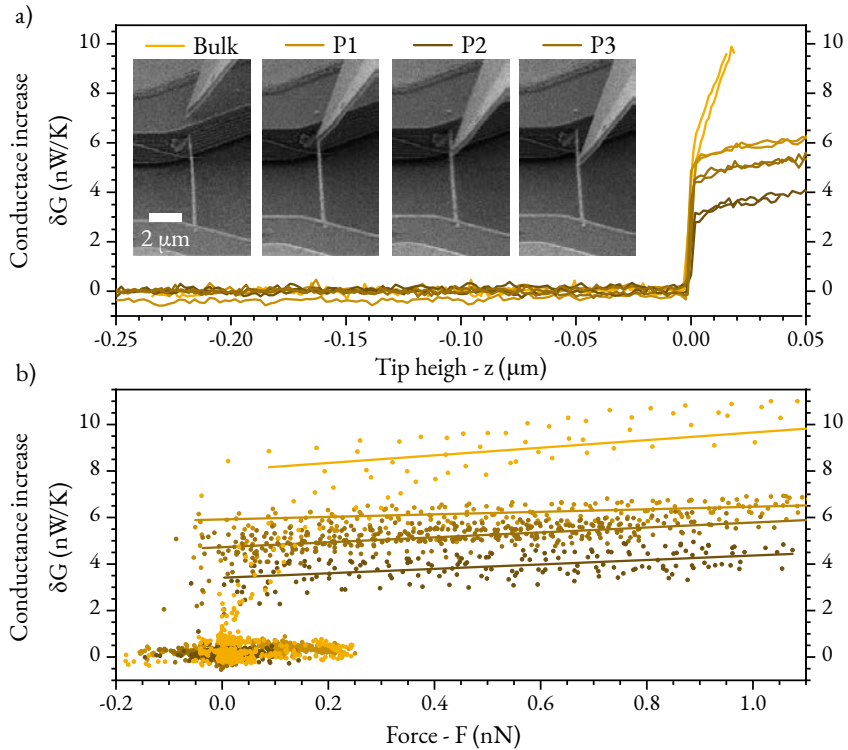 a)
Bulk P1 P2 P3
Conductace increase
δG (nW/K)
10
8
6
4
2
0
10
8
6
4
2
0
2 μm
-0.25 -0.20 -0.15 -0.10 -0.05 0.00 0.05
Tip heigh - z (μm)
b)
Conductance increase
δG (nW/K)
10
8
6
4
2
0
10
8
6
4
2
0
-0.2 0.0 0.2 0.4 0.6 0.8 1.0
Force - F (nN)